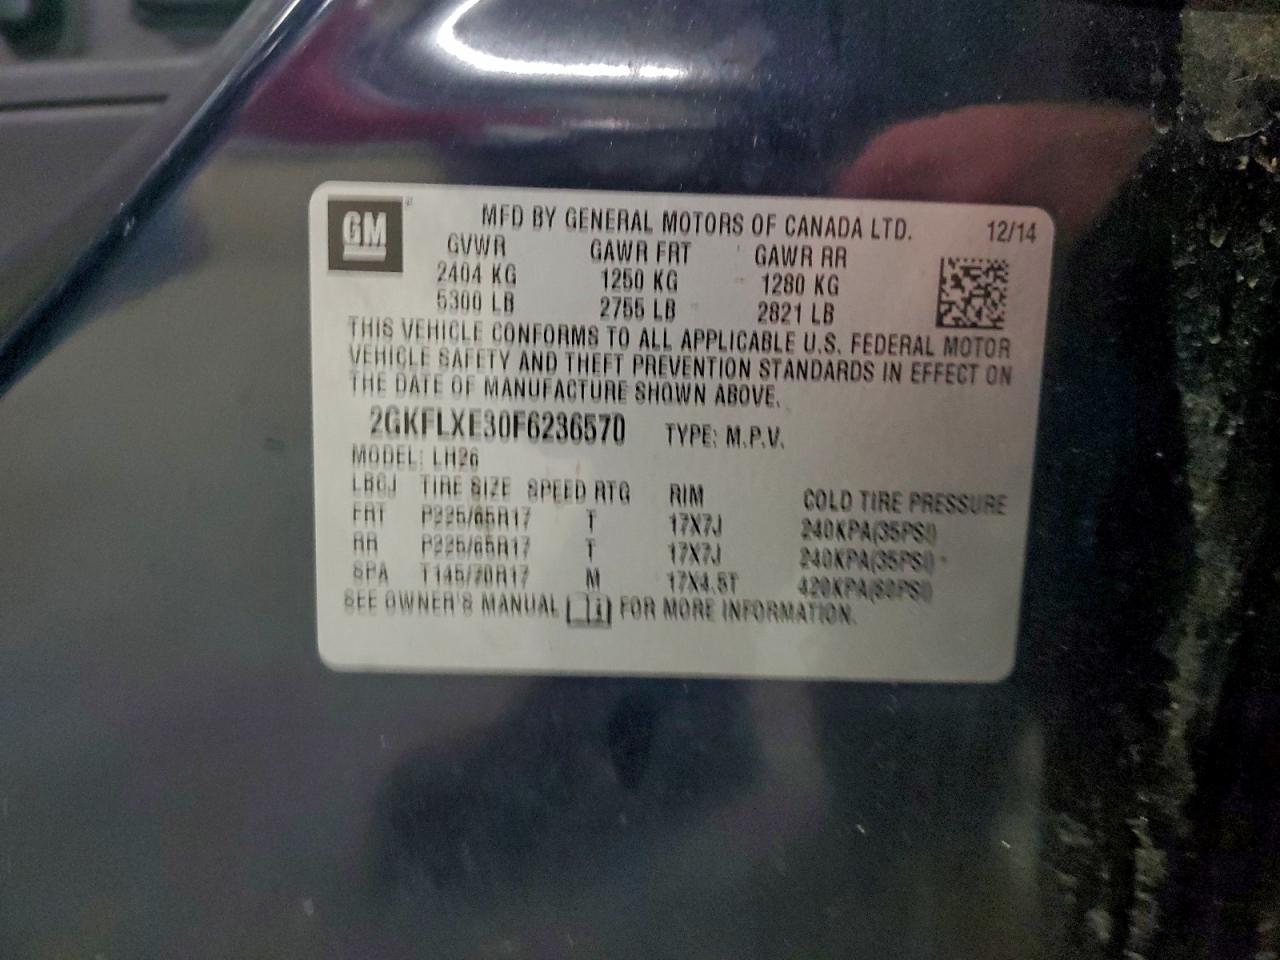 GM
MFD BY GENERAL MOTORS OF CANADA LTD. 12/14
GVWR GAWR FRT GAWR RR
2404 KG 1250 KG 1280 KG
5300 LB 2755 LB 2821 LB
THIS VEHICLE CONFORMS TO ALL APPLICABLE U.S. FEDERAL MOTOR
VEHICLE SAFETY AND THEFT PREVENTION STANDARDS IN EFFECT ON
THE DATE OF MANUFACTURE SHOWN ABOVE.
2GKFLXE30F6236570 TYPE: M.P.V.
MODEL: LH26
LBCJ TIRE SIZE SPEED RTG RIM COLD TIRE PRESSURE
FRT P225/65R17 T 17X7J 240KPA(35PSI)
RR P225/65R17 T 17X7J 240KPA(35PSI)
SPA T145/70R17 M 17X4.5T 420KPA(60PSI)
SEE OWNER'S MANUAL FOR MORE INFORMATION.